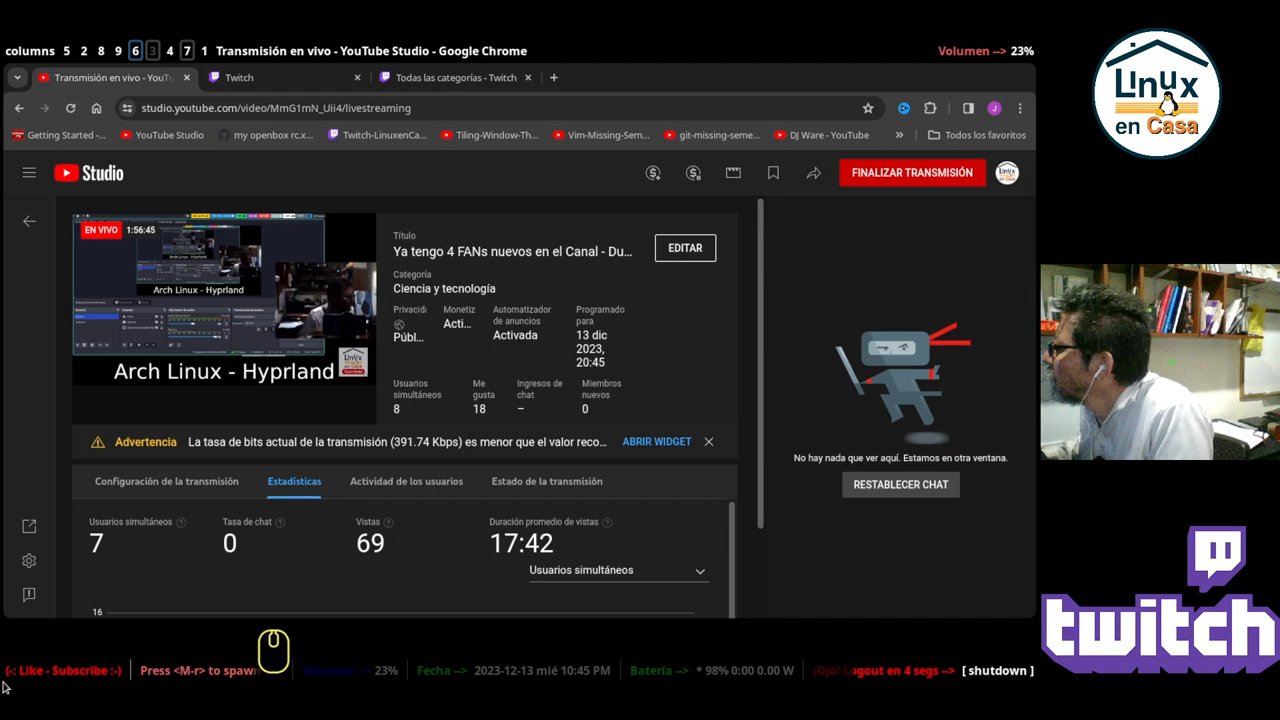 columns 5 2 8 9 6 3 4 7 1 Transmisión en vivo - YouTube Studio - Google Chrome
Volumen --> 23%
Linux
en Casa
Transmisión en vivo - YouTu
Twitch
Todas las categorías - Twitch
studio.youtube.com/video/MmG1mN_Uii4/livestreaming
J
Getting Started -...
YouTube Studio
my openbox rc.x...
Twitch-LinuxenCa...
Tiling-Window-Th...
Vim-Missing-Sem...
git-missing-seme...
DJ Ware - YouTube
»
Todos los favoritos
Studio
FINALIZAR TRANSMISIÓN
EN VIVO 1:56:45
Arch Linux - Hyprland
Arch Linux - Hyprland
Título
Ya tengo 4 FANs nuevos en el Canal - Du...
EDITAR
Categoría
Ciencia y tecnología
Privacid:
Públ...
Monetiz
Acti...
Automatizador de anuncios
Activada
Programado para
13 dic
2023,
20:45
Usuarios simultáneos
8
Me gusta
18
Ingresos de chat
–
Miembros nuevos
0
Advertencia La tasa de bits actual de la transmisión (391.74 Kbps) es menor que el valor reco... ABRIR WIDGET
Configuración de la transmisión
Estadísticas
Actividad de los usuarios
Estado de la transmisión
Usuarios simultáneos
7
Tasa de chat
0
Vistas
69
Duración promedio de vistas
17:42
Usuarios simultáneos
16
No hay nada que ver aquí. Estamos en otra ventana.
RESTABLECER CHAT
twitch
(-: Like - Subscribe :-) Press <M-r> to spawn Volumen --> 23% Fecha --> 2023-12-13 mié 10:45 PM Batería --> * 98% 0:00 0.00 W ¡Ojo! Logout en 4 segs --> [ shutdown ]